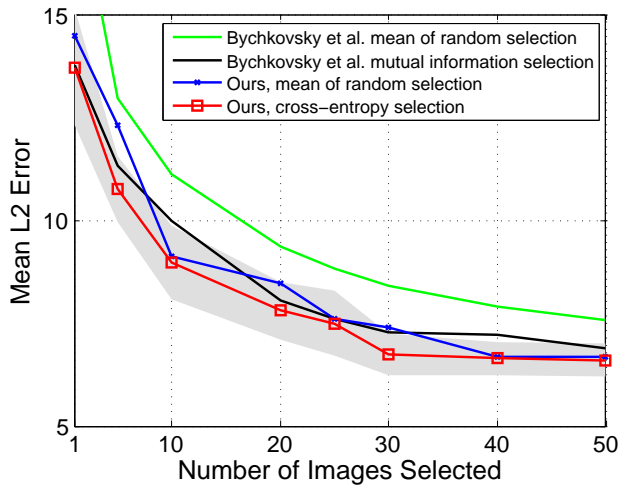 15
10
5
Mean L2 Error
Bychkovsky et al. mean of random selection
Bychkovsky et al. mutual information selection
Ours, mean of random selection
Ours, cross−entropy selection
1 10 20 30 40 50
Number of Images Selected